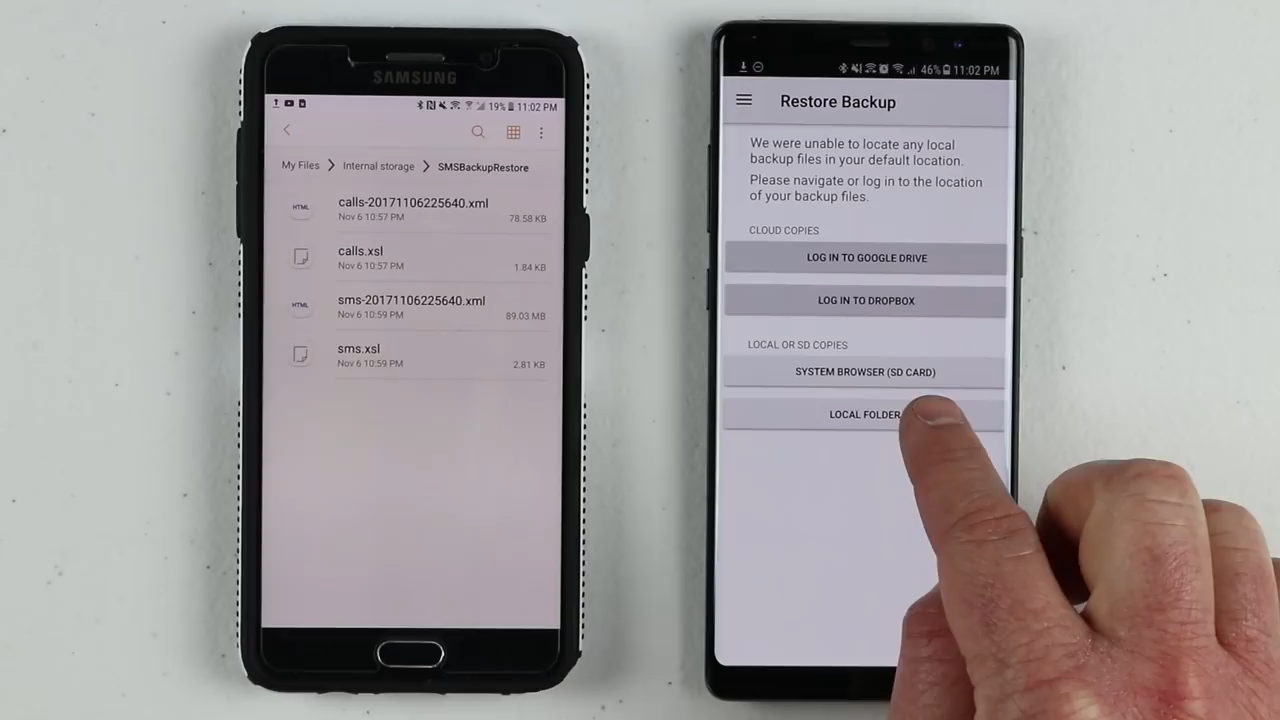 SAMSUNG
19% 11:02 PM
My Files > Internal storage > SMSBackupRestore
HTML calls-20171106225640.xml
Nov 6 10:57 PM 78.58 KB
calls.xsl
Nov 6 10:57 PM 1.84 KB
HTML sms-20171106225640.xml
Nov 6 10:59 PM 89.03 MB
sms.xsl
Nov 6 10:59 PM 2.81 KB
46% 11:02 PM
Restore Backup
We were unable to locate any local
backup files in your default location.
Please navigate or log in to the location
of your backup files.
CLOUD COPIES
LOG IN TO GOOGLE DRIVE
LOG IN TO DROPBOX
LOCAL OR SD COPIES
SYSTEM BROWSER (SD CARD)
LOCAL FOLDER